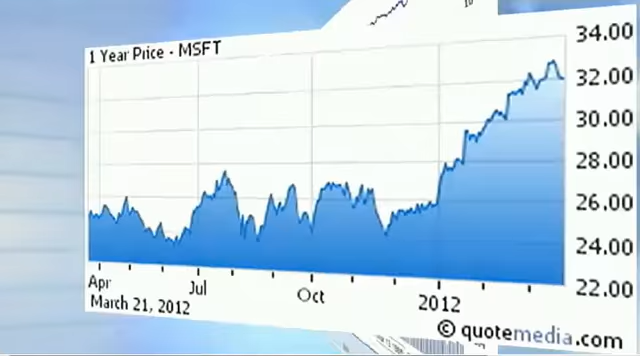 1 Year Price - MSFT
34.00
32.00
30.00
28.00
26.00
24.00
22.00
Apr
Jul
Oct
2012
March 21, 2012
© quotemedia.com